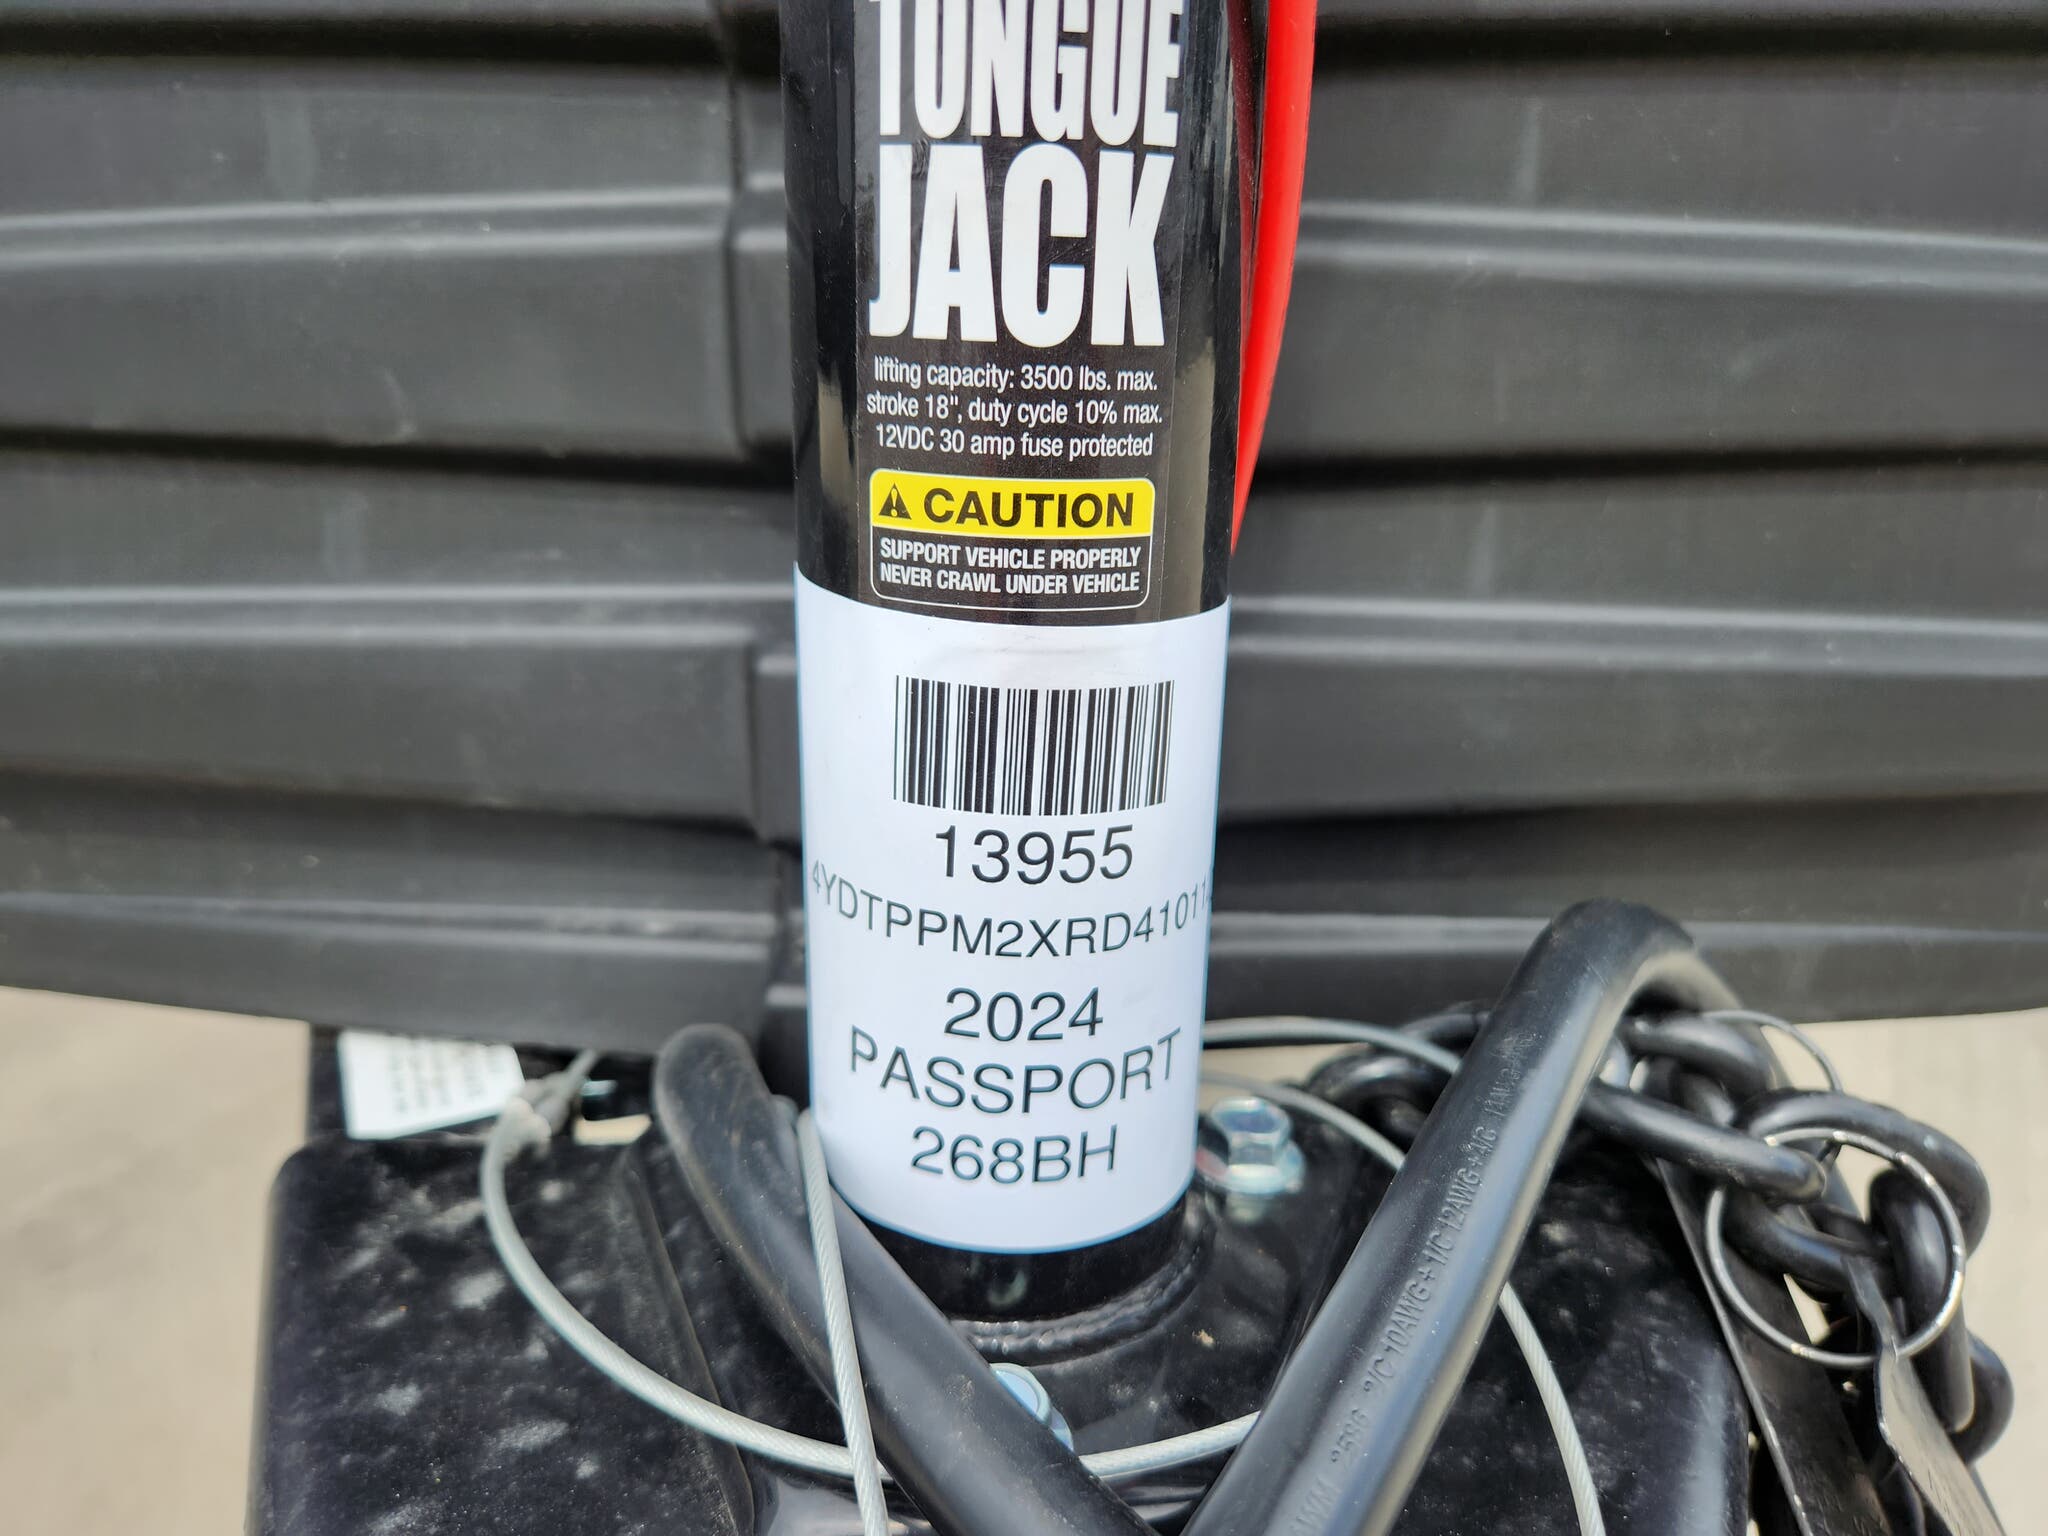 TONGUE
JACK
lifting capacity: 3500 lbs. max.
stroke 18", duty cycle 10% max.
12VDC 30 amp fuse protected
CAUTION
SUPPORT VEHICLE PROPERLY
NEVER CRAWL UNDER VEHICLE
13955
2024
PASSPORT
268BH